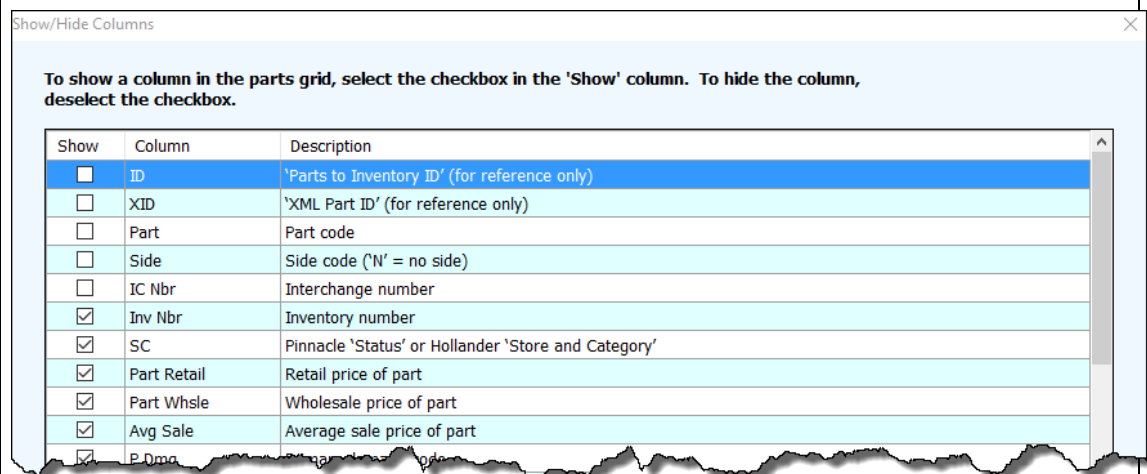 Show/Hide Columns
To show a column in the parts grid, select the checkbox in the 'Show' column. To hide the column,
deselect the checkbox.
Show Column Description
ID ‘Parts to Inventory ID’ (for reference only)
XID ‘XML Part ID’ (for reference only)
Part Part code
Side Side code (‘N’ = no side)
IC Nbr Interchange number
Inv Nbr Inventory number
SC Pinnacle ‘Status’ or Hollander ‘Store and Category’
Part Retail Retail price of part
Part Whsle Wholesale price of part
Avg Sale Average sale price of part
P Dmg